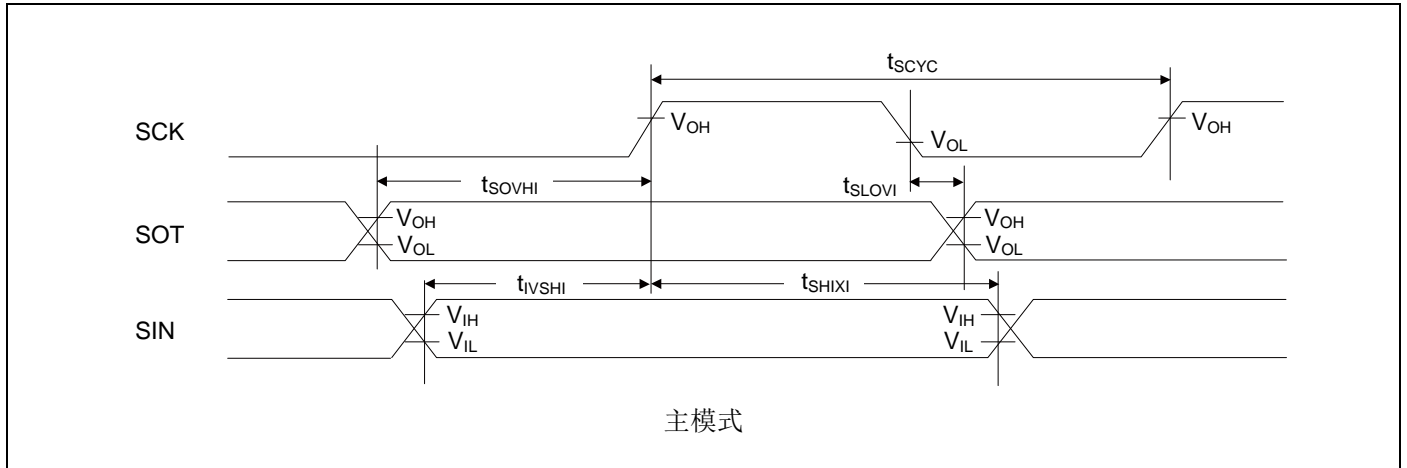 tSCYC
SCK
VOH
VOL
VOH
tSOVHI
tSLOVI
SOT
VOH
VOL
VOH
VOL
tIVSHI
tSHIXI
SIN
VIH
VIL
VIH
VIL
主模式